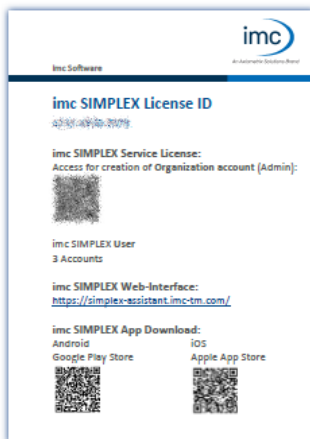 imc
An Axiometrix Solutions Brand
imc Software
imc SIMPLEX License ID
imc SIMPLEX Service License:
Access for creation of Organization account (Admin):
imc SIMPLEX User
3 Accounts
imc SIMPLEX Web-Interface:
https://simplex-assistant.imc-tm.com/
imc SIMPLEX App Download:
Android iOS
Google Play Store Apple App Store